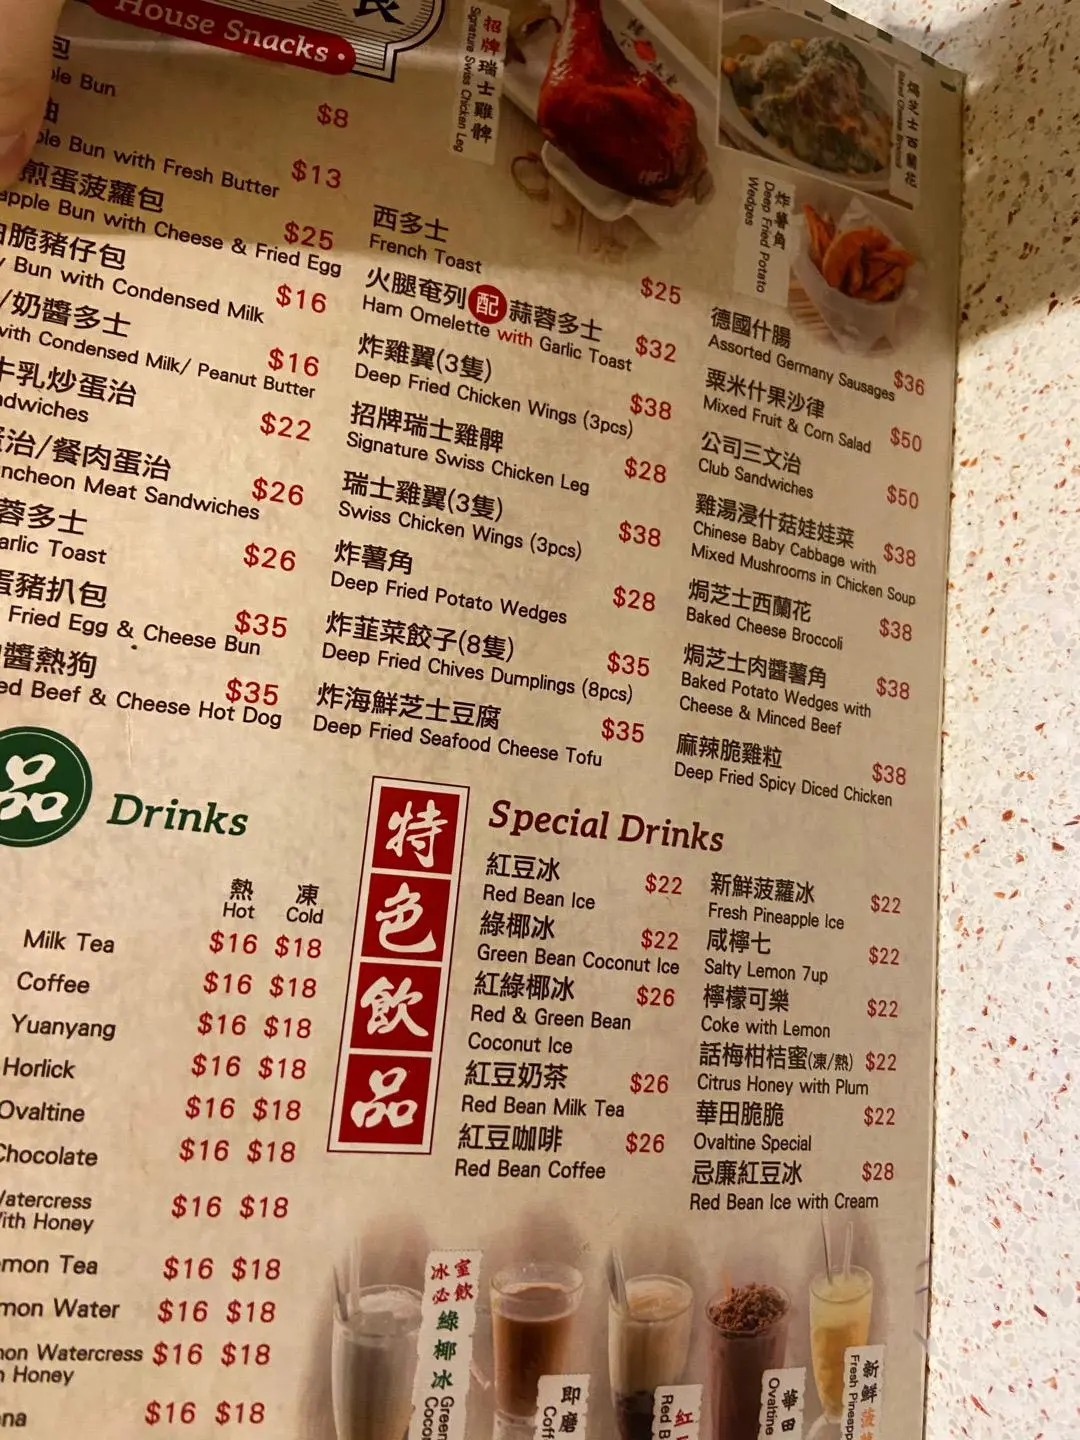 House Snacks
包
ble Bun
$8
油
ble Bun with Fresh Butter
$13
煎蛋菠蘿包
apple Bun with Cheese & Fried Egg
$25
脆豬仔包
y Bun with Condensed Milk
$16
/奶醬多士
with Condensed Milk/ Peanut Butter
$16
牛乳炒蛋治
ndwiches
$22
蛋治/餐肉蛋治
ncheon Meat Sandwiches
$26
蓉多士
arlic Toast
$26
蛋豬扒包
Fried Egg & Cheese Bun
$35
醬熱狗
ed Beef & Cheese Hot Dog
$35
招牌瑞士雞髀
Signature Swiss Chicken Leg
焗芝士西蘭花
Baked Cheese Broccoli
炸薯角
Deep Fried Potato
Wedges
西多士
French Toast
$25
火腿奄列配蒜蓉多士
Ham Omelette with Garlic Toast
$32
炸雞翼(3隻)
Deep Fried Chicken Wings (3pcs)
$38
招牌瑞士雞髀
Signature Swiss Chicken Leg
$28
瑞士雞翼(3隻)
Swiss Chicken Wings (3pcs)
$38
炸薯角
Deep Fried Potato Wedges
$28
炸韮菜餃子(8隻)
Deep Fried Chives Dumplings (8pcs)
$35
炸海鮮芝士豆腐
Deep Fried Seafood Cheese Tofu
$35
德國什腸
Assorted Germany Sausages
$36
粟米什果沙律
Mixed Fruit & Corn Salad
$50
公司三文治
Club Sandwiches
$50
雞湯浸什菇娃娃菜
Chinese Baby Cabbage with
Mixed Mushrooms in Chicken Soup
$38
焗芝士西蘭花
Baked Cheese Broccoli
$38
焗芝士肉醬薯角
Baked Potato Wedges with
Cheese & Minced Beef
$38
麻辣脆雞粒
Deep Fried Spicy Diced Chicken
$38
品
Drinks
熱 凍
Hot Cold
Milk Tea $16 $18
Coffee $16 $18
Yuanyang $16 $18
Horlick $16 $18
Ovaltine $16 $18
Chocolate $16 $18
Watercress
With Honey $16 $18
mon Tea $16 $18
mon Water $16 $18
mon Watercress
h Honey $16 $18
na $16 $18
特色飲品
Special Drinks
紅豆冰
Red Bean Ice
$22
綠椰冰
Green Bean Coconut Ice
$22
紅綠椰冰
Red & Green Bean
Coconut Ice
$26
紅豆奶茶
Red Bean Milk Tea
$26
紅豆咖啡
Red Bean Coffee
$26
新鮮菠蘿冰
Fresh Pineapple Ice
$22
咸檸七
Salty Lemon 7up
$22
檸檬可樂
Coke with Lemon
$22
話梅柑桔蜜(凍/熱)
Citrus Honey with Plum
$22
華田脆脆
Ovaltine Special
$22
忌廉紅豆冰
Red Bean Ice with Cream
$28
冰室
必飲
綠椰冰
Green
Cocon
即磨
Coff
紅
Red B
華田
Ovaltine
新鮮菠
Fresh Pineapp